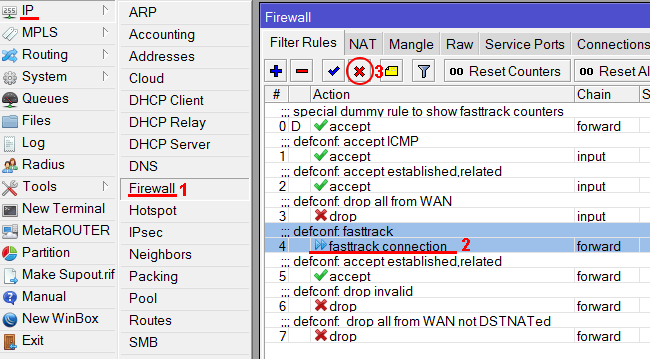 IP
MPLS
Routing
System
Queues
Files
Log
Radius
Tools
New Terminal
MetaROUTER
Partition
Make Supout.rif
Manual
New WinBox
Exit
ARP
Accounting
Addresses
Cloud
DHCP Client
DHCP Relay
DHCP Server
DNS
Firewall 1
Hotspot
IPsec
Neighbors
Packing
Pool
Routes
SMB
Firewall
Filter Rules NAT Mangle Raw Service Ports Connections
3 00 Reset Counters 00 Reset Al
# Action Chain S
;;; special dummy rule to show fasttrack counters
0 D accept forward
;;; defconf: accept ICMP
1 accept input
;;; defconf: accept established,related
2 accept input
;;; defconf: drop all from WAN
3 drop input
;;; defconf: fasttrack
4 fasttrack connection 2 forward
;;; defconf: accept established,related
5 accept forward
;;; defconf: drop invalid
6 drop forward
;;; defconf: drop all from WAN not DSTNATed
7 drop forward